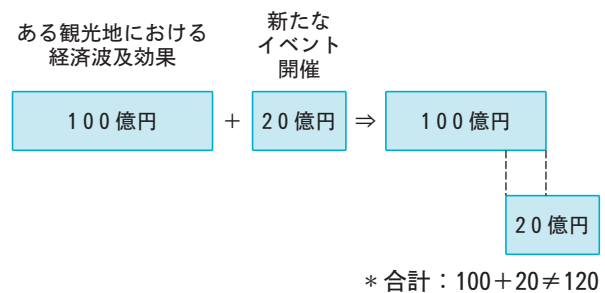 ある観光地における
経済波及効果
新たな
イベント
開催
100億円
+
20億円
⇒
100億円
20億円
＊合計：100＋20≠120